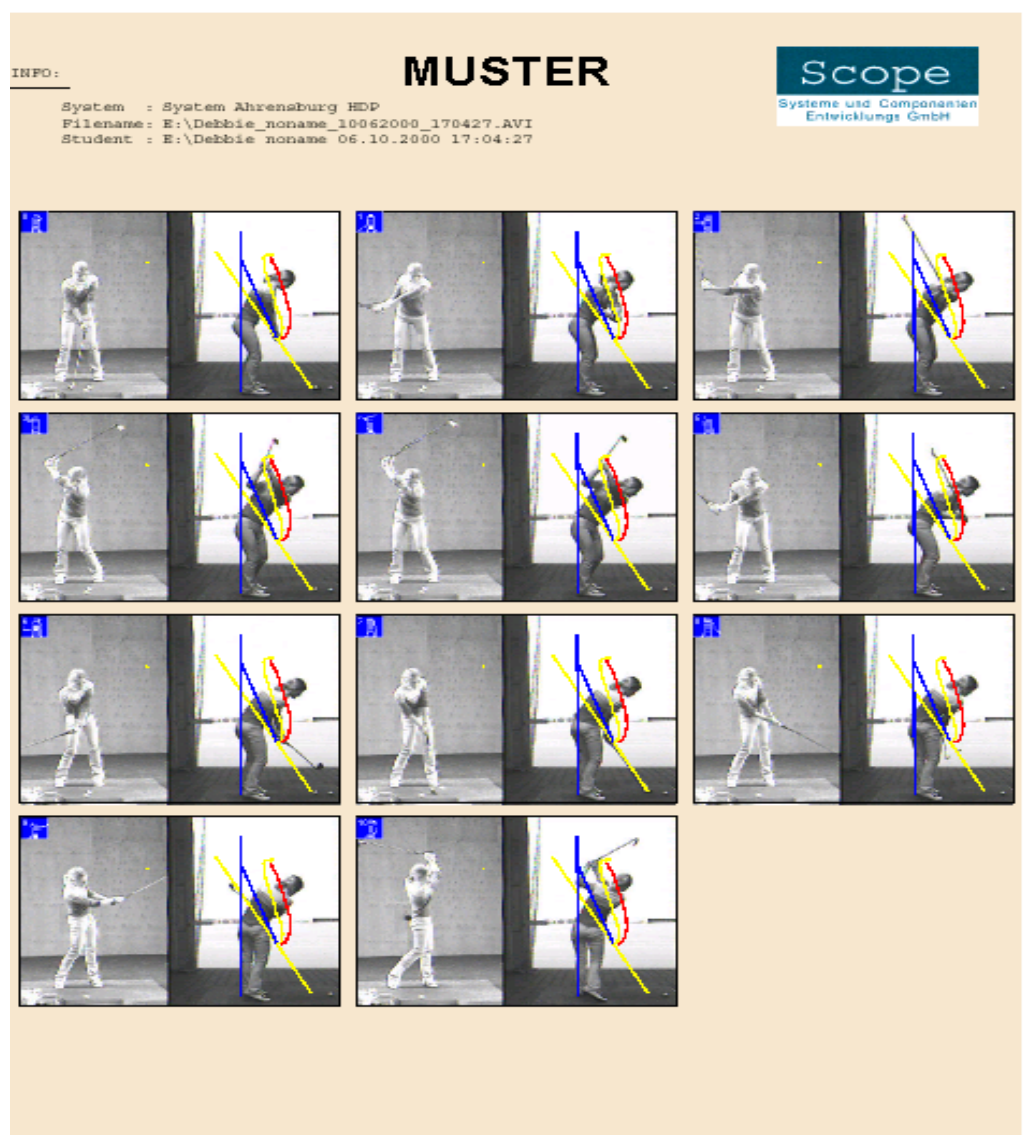 MUSTER
INFO:
Scope
Systeme und Componenten
Entwicklungs GmbH
System : System Ahrensburg HDP
Filename: E:\Debbie_noname_10062000_170427.AVI
Student : E:\Debbie noname 06.10.2000 17:04:27